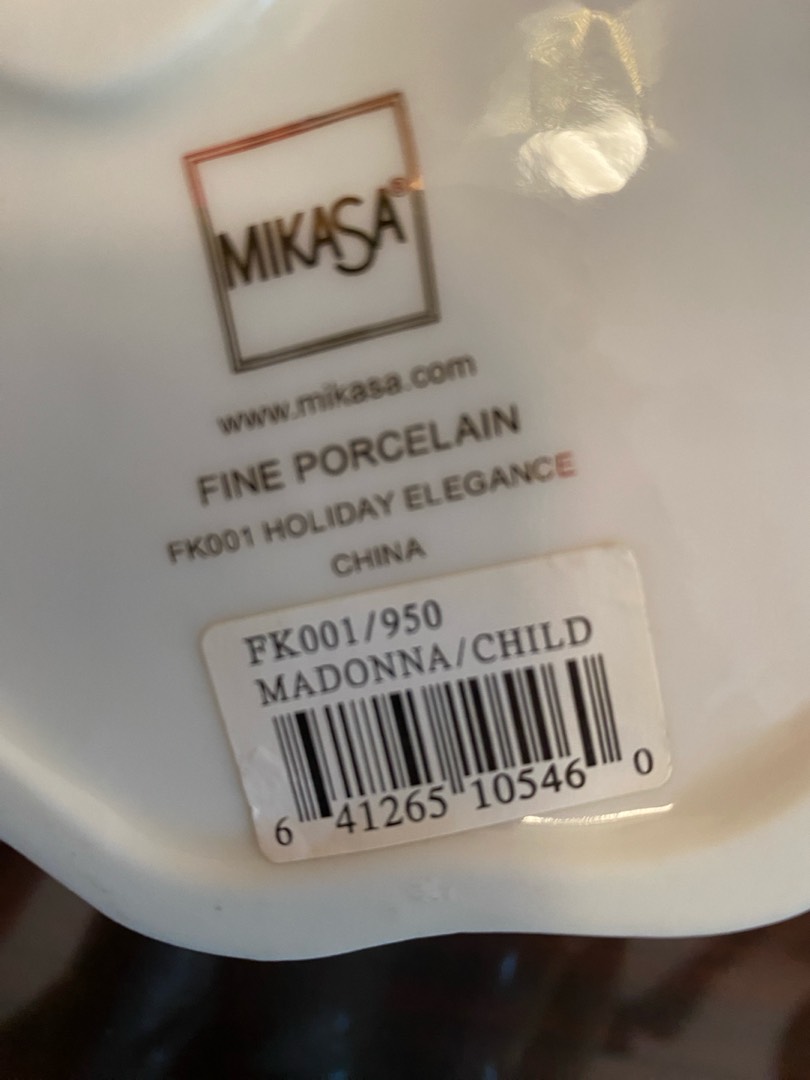 MIKASA®
www.mikasa.com
FINE PORCELAIN
FK001 HOLIDAY ELEGANCE
CHINA
FK001/950
MADONNA/CHILD
6 41265 10546 0